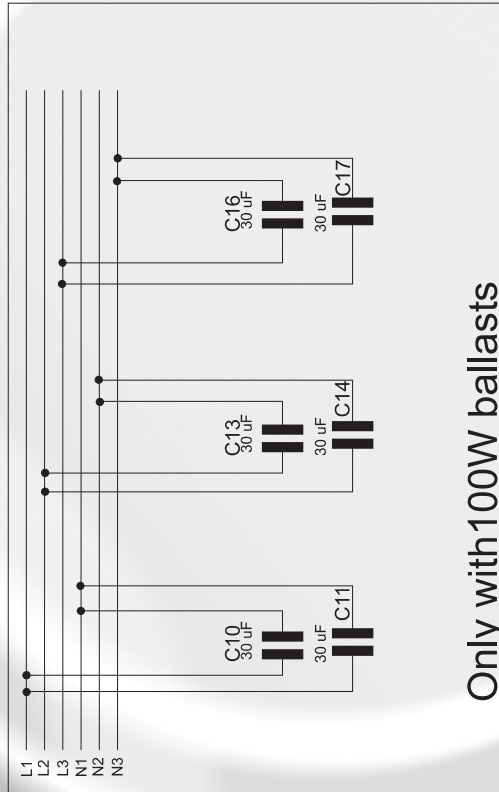 L1
L2
L3
N1
N2
N3
C10
30 uF
30 uF
C11
C13
30 uF
30 uF
C14
C16
30 uF
30 uF
C17
Only with100W ballasts